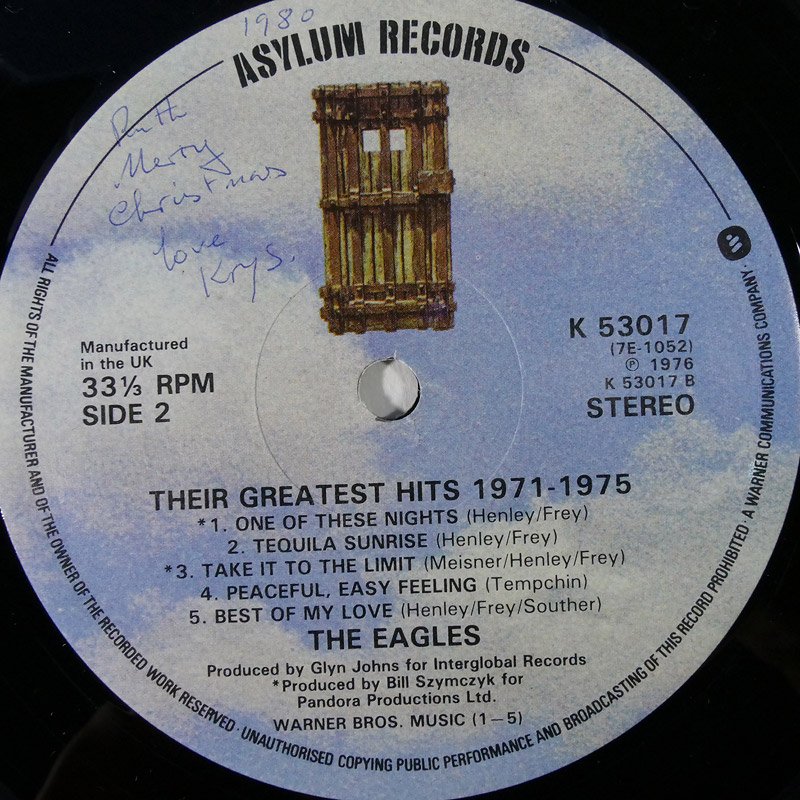 1980
ASYLUM RECORDS
Ruth
Merry
Christmas
love
Krys.
Manufactured
in the UK
33⅓ RPM
SIDE 2
K 53017
(7E-1052)
℗ 1976
K 53017 B
STEREO
THEIR GREATEST HITS 1971-1975
*1. ONE OF THESE NIGHTS (Henley/Frey)
2. TEQUILA SUNRISE (Henley/Frey)
*3. TAKE IT TO THE LIMIT (Meisner/Henley/Frey)
4. PEACEFUL, EASY FEELING (Tempchin)
5. BEST OF MY LOVE (Henley/Frey/Souther)
THE EAGLES
Produced by Glyn Johns for Interglobal Records
*Produced by Bill Szymczyk for
Pandora Productions Ltd.
WARNER BROS. MUSIC (1—5)
ALL RIGHTS OF THE MANUFACTURER AND OF THE OWNER OF THE RECORDED WORK RESERVED · UNAUTHORISED COPYING PUBLIC PERFORMANCE AND BROADCASTING OF THIS RECORD PROHIBITED · A WARNER COMMUNICATIONS COMPANY ·